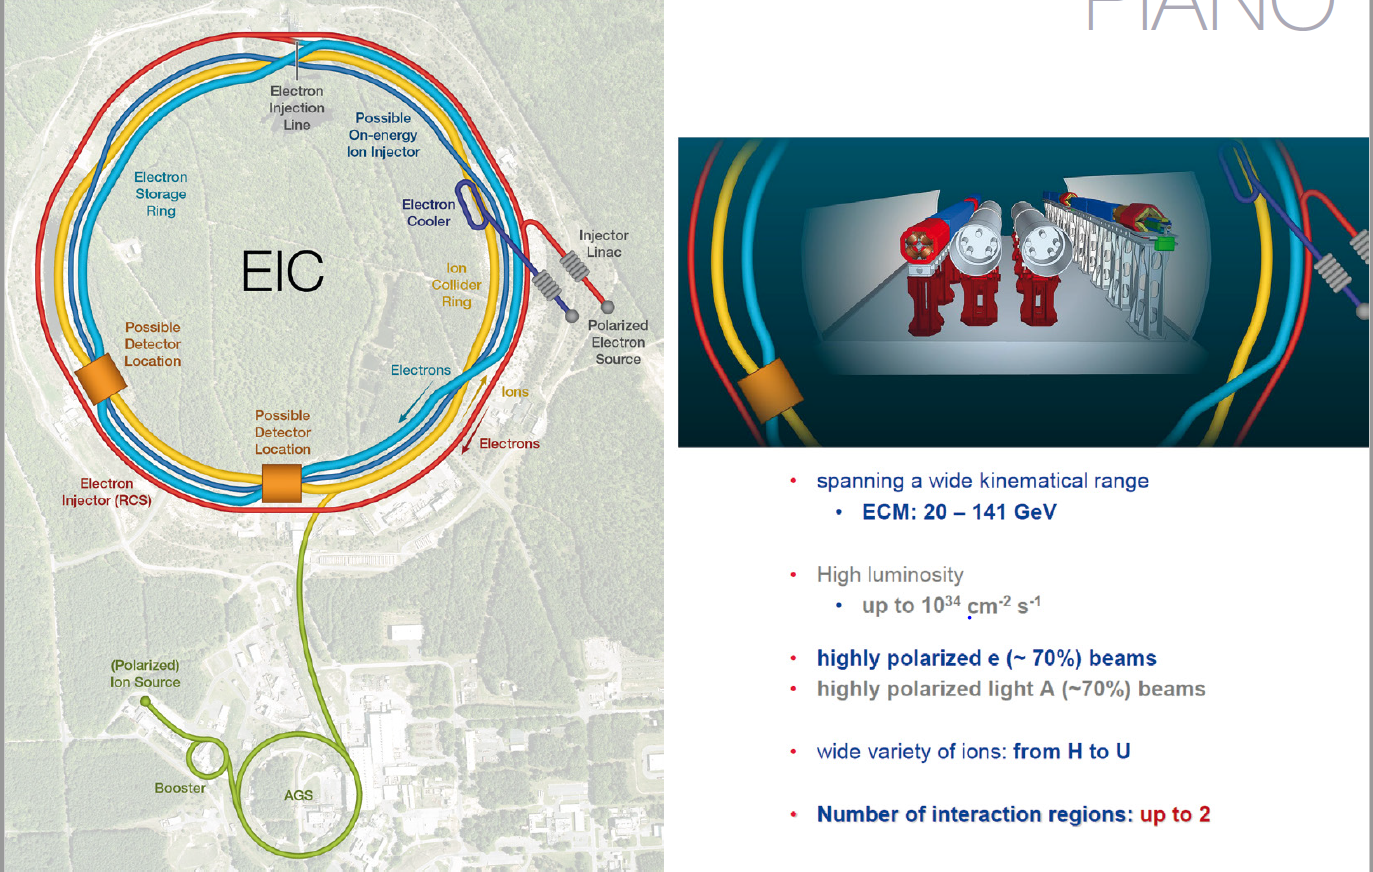 PIANO
Electron
Injection
Line
Possible
On-energy
Ion Injector
Electron
Storage
Ring
Electron
Cooler
Injector
Linac
EIC
Ion
Collider
Ring
Polarized
Electron
Source
Possible
Detector
Location
Electrons
Ions
Possible
Detector
Location
Electrons
Electron
Injector (RCS)
(Polarized)
Ion Source
Booster
AGS
• spanning a wide kinematical range
• ECM: 20 – 141 GeV
• High luminosity
• up to 10³⁴ cm⁻² s⁻¹
• highly polarized e (~ 70%) beams
• highly polarized light A (~70%) beams
• wide variety of ions: from H to U
• Number of interaction regions: up to 2